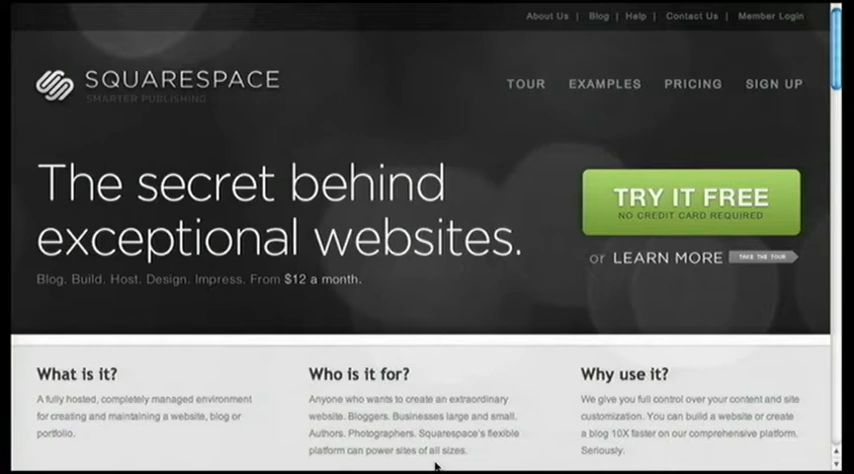 About Us | Blog | Help | Contact Us | Member Login
SQUARESPACE
SMARTER PUBLISHING
TOUR EXAMPLES PRICING SIGN UP
The secret behind
exceptional websites.
Blog. Build. Host. Design. Impress. From $12 a month.
TRY IT FREE
NO CREDIT CARD REQUIRED
or LEARN MORE TAKE THE TOUR
What is it?
A fully hosted, completely managed environment
for creating and maintaining a website, blog or
portfolio.
Who is it for?
Anyone who wants to create an extraordinary
website. Bloggers. Businesses large and small.
Authors. Photographers. Squarespace's flexible
platform can power sites of all sizes.
Why use it?
We give you full control over your content and site
customization. You can build a website or create
a blog 10X faster on our comprehensive platform.
Seriously.